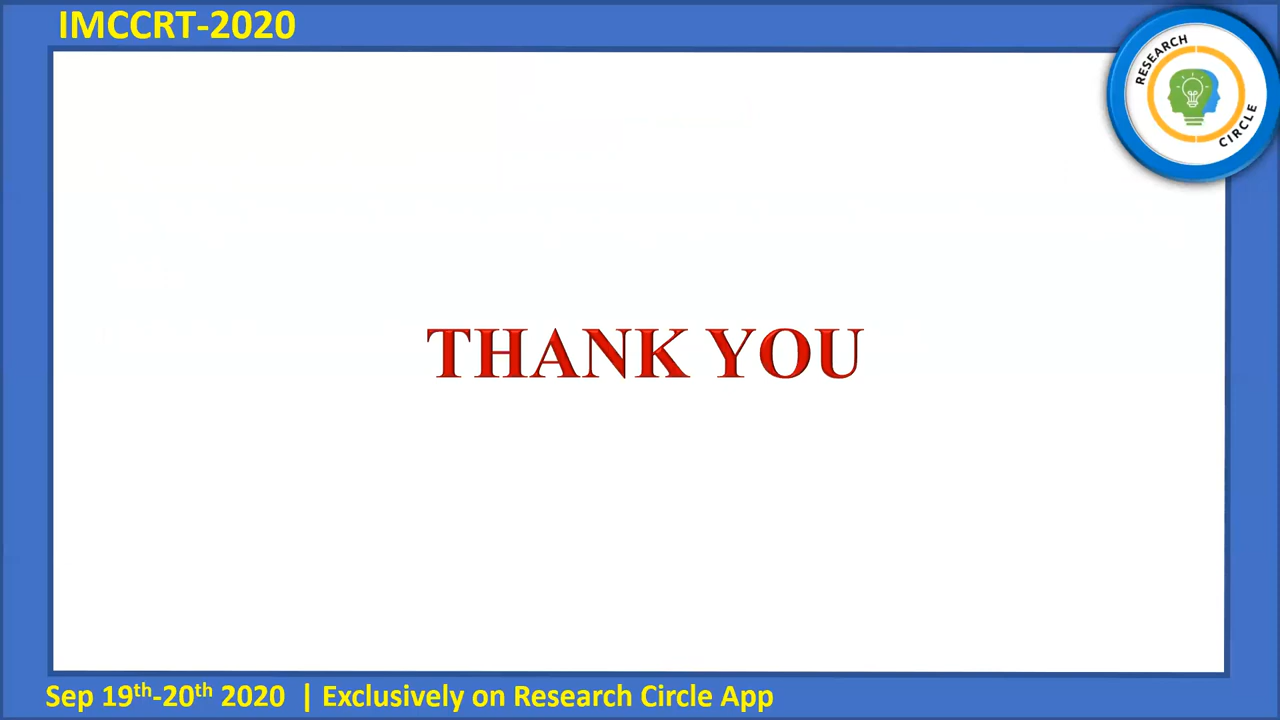 IMCCRT-2020
RESEARCH
CIRCLE
THANK YOU
Sep 19th-20th 2020 | Exclusively on Research Circle App